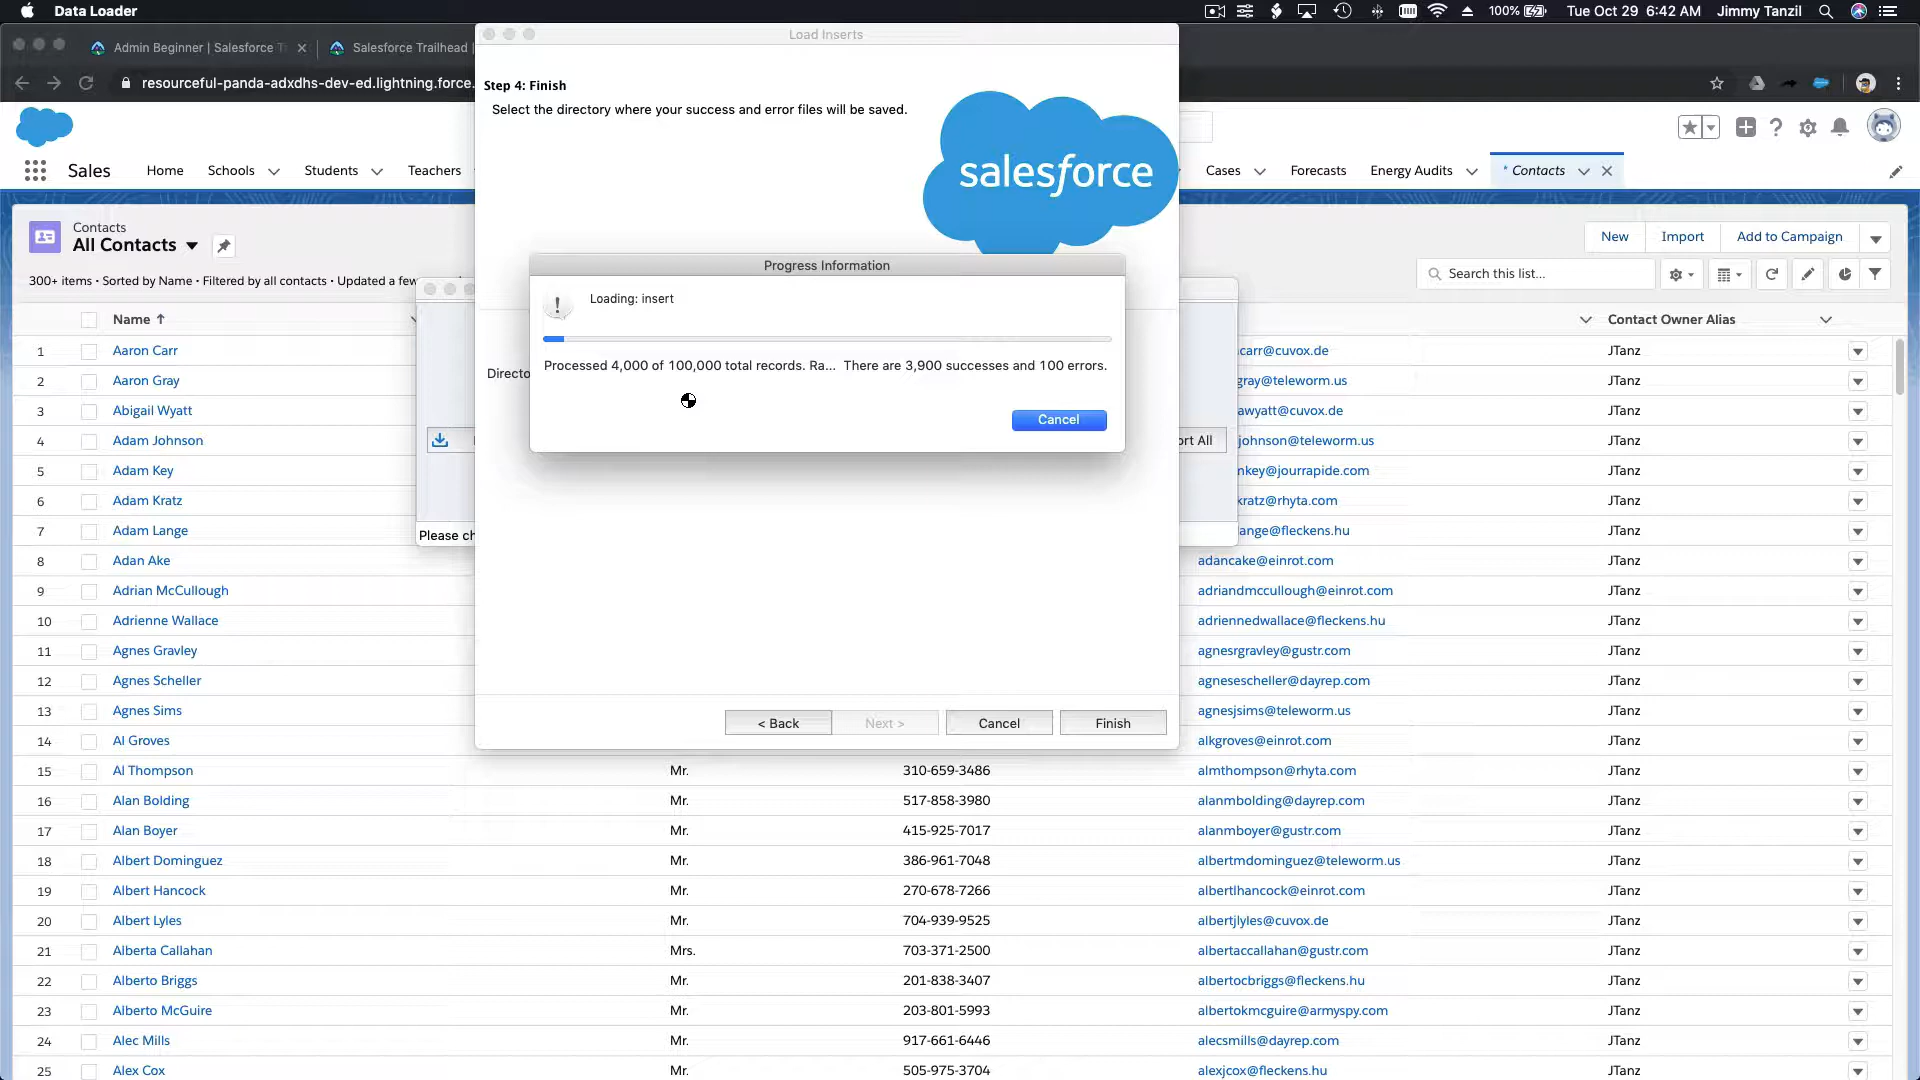 Data Loader
100%
Tue Oct 29 6:42 AM
Jimmy Tanzil
Admin Beginner | Salesforce T
Salesforce Trailhead |
Load Inserts
resourceful-panda-adxdhs-dev-ed.lightning.force.
Step 4: Finish
Select the directory where your success and error files will be saved.
salesforce
Sales
Home
Schools
Students
Teachers
Cases
Forecasts
Energy Audits
* Contacts
Contacts
All Contacts
New
Import
Add to Campaign
300+ items • Sorted by Name • Filtered by all contacts • Updated a few
Search this list...
Progress Information
Loading: insert
Processed 4,000 of 100,000 total records. Ra... There are 3,900 successes and 100 errors.
Cancel
Directo
ort All
Please ch
< Back
Next >
Cancel
Finish
Name ↑
Contact Owner Alias
1 Aaron Carr carr@cuvox.de JTanz
2 Aaron Gray gray@teleworm.us JTanz
3 Abigail Wyatt awyatt@cuvox.de JTanz
4 Adam Johnson johnson@teleworm.us JTanz
5 Adam Key nkey@jourrapide.com JTanz
6 Adam Kratz kratz@rhyta.com JTanz
7 Adam Lange ange@fleckens.hu JTanz
8 Adan Ake adancake@einrot.com JTanz
9 Adrian McCullough adriandmccullough@einrot.com JTanz
10 Adrienne Wallace adriennedwallace@fleckens.hu JTanz
11 Agnes Gravley agnesrgravley@gustr.com JTanz
12 Agnes Scheller agnesescheller@dayrep.com JTanz
13 Agnes Sims agnesjsims@teleworm.us JTanz
14 Al Groves alkgroves@einrot.com JTanz
15 Al Thompson Mr. 310-659-3486 almthompson@rhyta.com JTanz
16 Alan Bolding Mr. 517-858-3980 alanmbolding@dayrep.com JTanz
17 Alan Boyer Mr. 415-925-7017 alanmboyer@gustr.com JTanz
18 Albert Dominguez Mr. 386-961-7048 albertmdominguez@teleworm.us JTanz
19 Albert Hancock Mr. 270-678-7266 albertlhancock@einrot.com JTanz
20 Albert Lyles Mr. 704-939-9525 albertjlyles@cuvox.de JTanz
21 Alberta Callahan Mrs. 703-371-2500 albertaccallahan@gustr.com JTanz
22 Alberto Briggs Mr. 201-838-3407 albertocbriggs@fleckens.hu JTanz
23 Alberto McGuire Mr. 203-801-5993 albertokmcguire@armyspy.com JTanz
24 Alec Mills Mr. 917-661-6446 alecsmills@dayrep.com JTanz
25 Alex Cox Mr. 505-975-3704 alexjcox@fleckens.hu JTanz